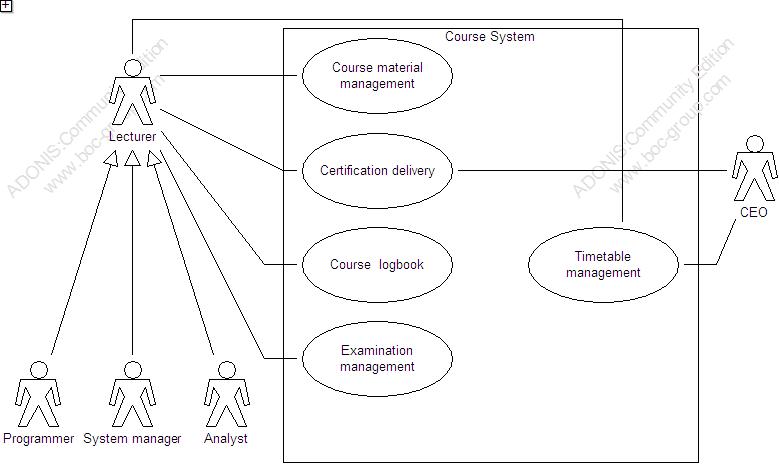 Course System
Course material
management
Lecturer
Certification delivery
CEO
Course logbook
Timetable
management
Examination
management
Programmer
System manager
Analyst
ADONIS:Community Edition
www.boc-group.com
ADONIS:Community Edition
www.boc-group.com